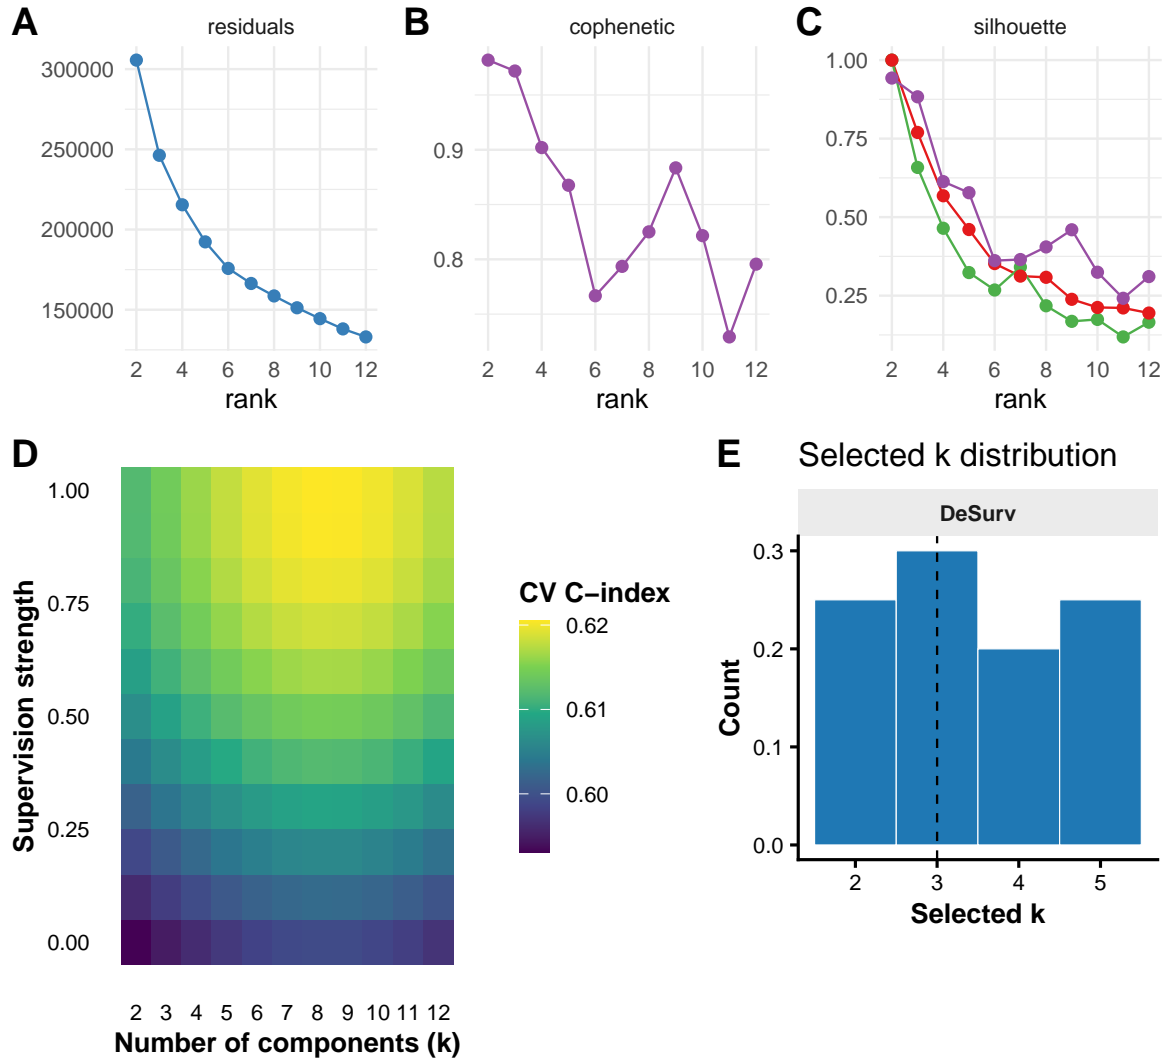 A
residuals
300000
250000
200000
150000
2 4 6 8 10 12
rank
B
cophenetic
0.9
0.8
2 4 6 8 10 12
rank
C
silhouette
1.00
0.75
0.50
0.25
2 4 6 8 10 12
rank
D
1.00
0.75
0.50
0.25
0.00
Supervision strength
2 3 4 5 6 7 8 9 10 11 12
Number of components (k)
CV C−index
0.62
0.61
0.60
E
Selected k distribution
DeSurv
0.3
0.2
0.1
0.0
Count
2 3 4 5
Selected k